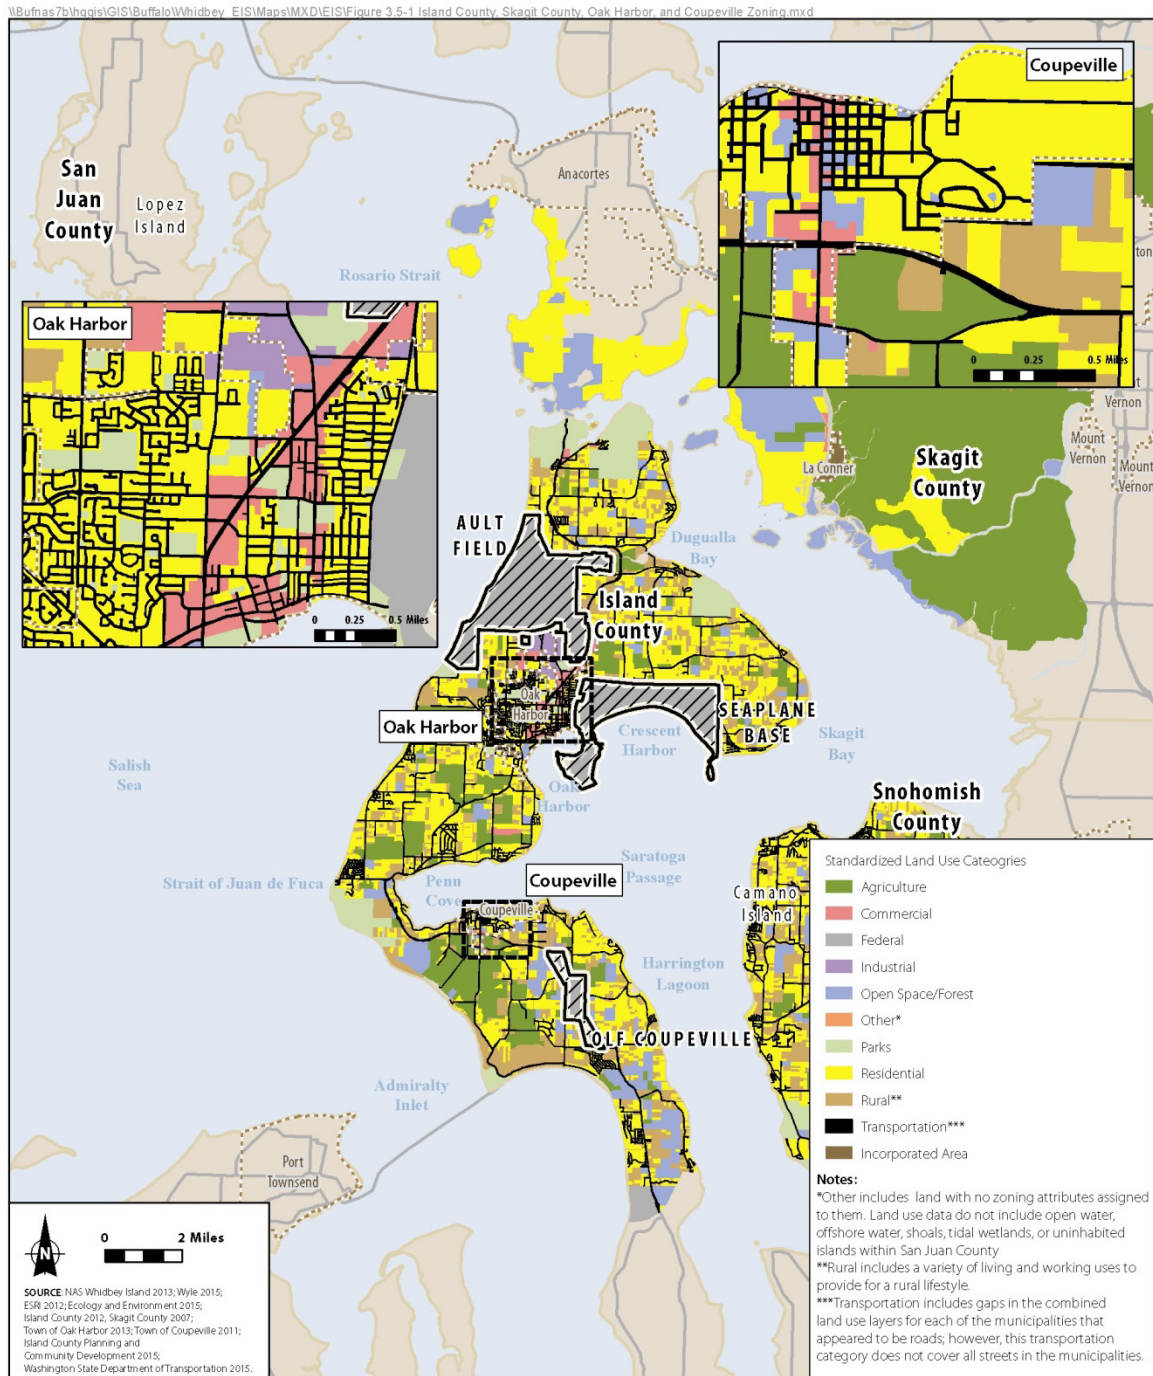 \\Bufnas7b\hqgis\GIS\Buffalo\Whidbey_EIS\Maps\MXD\EIS\Figure 3.5-1 Island County, Skagit County, Oak Harbor, and Coupeville Zoning.mxd
Coupeville
0 0.25 0.5 Miles
San
Juan
County
Lopez
Island
Anacortes
Rosario Strait
Oak Harbor
0 0.25 0.5 Miles
Vernon
Mount
Vernon
Mount
Vernon
La Conner
Skagit
County
AULT
FIELD
Dugualla
Bay
Island
County
Oak
Harbor
Oak Harbor
SEAPLANE
BASE
Crescent
Harbor
Skagit
Bay
Salish
Sea
Oak
Harbor
Snohomish
County
Strait of Juan de Fuca
Penn
Cove
Coupeville
Saratoga
Passage
Coupeville
Camano
Island
Harrington
Lagoon
OLF COUPEVILLE
Admiralty
Inlet
Port
Townsend
Standardized Land Use Cateogries
Agriculture
Commercial
Federal
Industrial
Open Space/Forest
Other*
Parks
Residential
Rural**
Transportation***
Incorporated Area
Notes:
*Other includes land with no zoning attributes assigned
to them. Land use data do not include open water,
offshore water, shoals, tidal wetlands, or uninhabited
islands within San Juan County
**Rural includes a variety of living and working uses to
provide for a rural lifestyle.
***Transportation includes gaps in the combined
land use layers for each of the municipalities that
appeared to be roads; however, this transportation
category does not cover all streets in the municipalities.
N
0 2 Miles
SOURCE: NAS Whidbey Island 2013; Wyle 2015;
ESRI 2012; Ecology and Environment 2015;
Island County 2012, Skagit County 2007;
Town of Oak Harbor 2013; Town of Coupeville 2011;
Island County Planning and
Community Development 2015;
Washington State Department of Transportation 2015.